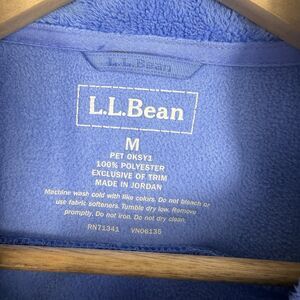 L.L.Bean
L.L.Bean
M
PET 0KSY3
100% POLYESTER
EXCLUSIVE OF TRIM
MADE IN JORDAN
Machine wash cold with like colors. Do not bleach or
use fabric softeners. Tumble dry low. Remove
promptly. Do not iron. Do not dry clean.
RN71341 VN06135